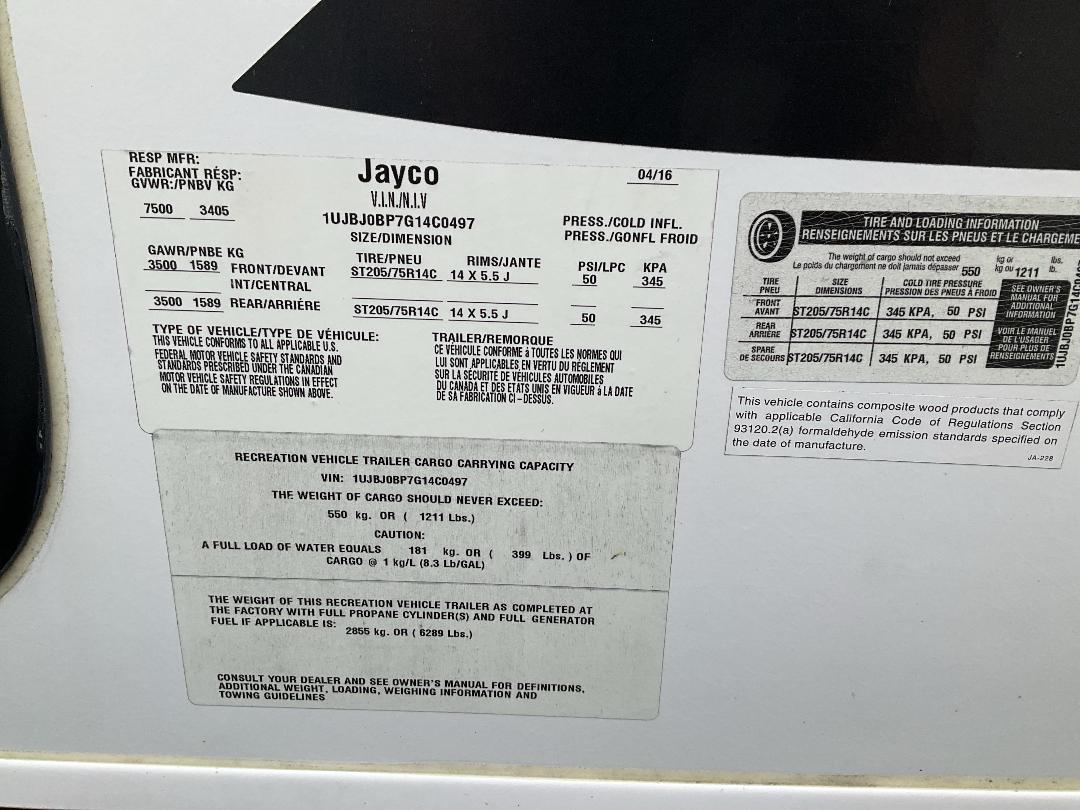 RESP MFR:
FABRICANT RÉSP:
GVWR:/PNBV KG
7500 3405
Jayco
04/16
V.I.N./N.I.V
1UJBJ0BP7G14C0497
SIZE/DIMENSION
PRESS./COLD INFL.
PRESS./GONFL FROID
GAWR/PNBE KG
TIRE/PNEU RIMS/JANTE PSI/LPC KPA
3500 1589 FRONT/DEVANT ST205/75R14C 14 X 5.5 J 50 345
INT/CENTRAL
3500 1589 REAR/ARRIÉRE ST205/75R14C 14 X 5.5 J 50 345
TYPE OF VEHICLE/TYPE DE VÉHICULE: TRAILER/REMORQUE
THIS VEHICLE CONFORMS TO ALL APPLICABLE U.S.
FEDERAL MOTOR VEHICLE SAFETY STANDARDS AND
STANDARDS PRESCRIBED UNDER THE CANADIAN
MOTOR VEHICLE SAFETY REGULATIONS IN EFFECT
ON THE DATE OF MANUFACTURE SHOWN ABOVE.
CE VÉHICULE CONFORME à TOUTES LES NORMES QUI
LUI SONT APPLICABLES EN VERTU DU RÉGLEMENT
SUR LA SÉCURITE DE VÉHICULES AUTOMOBILES
DU CANADA ET DES ETATS UNIS EN VIGUEUR à LA DATE
DE SA FABRICATION CI-DESSUS.
RECREATION VEHICLE TRAILER CARGO CARRYING CAPACITY
VIN: 1UJBJ0BP7G14C0497
THE WEIGHT OF CARGO SHOULD NEVER EXCEED:
550 kg. OR ( 1211 Lbs.)
CAUTION:
A FULL LOAD OF WATER EQUALS 181 kg. OR ( 399 Lbs. ) OF
CARGO @ 1 kg/L (8.3 Lb/GAL)
THE WEIGHT OF THIS RECREATION VEHICLE TRAILER AS COMPLETED AT
THE FACTORY WITH FULL PROPANE CYLINDER(S) AND FULL GENERATOR
FUEL IF APPLICABLE IS: 2855 kg. OR ( 6289 Lbs.)
CONSULT YOUR DEALER AND SEE OWNER'S MANUAL FOR DEFINITIONS,
ADDITIONAL WEIGHT, LOADING, WEIGHING INFORMATION AND
TOWING GUIDELINES
TIRE AND LOADING INFORMATION
RENSEIGNEMENTS SUR LES PNEUS ET LE CHARGEME
The weight of cargo should not exceed kg or lbs.
Le poids du chargement ne doit jamais dépasser 550 kg ou 1211 lb.
TIRE SIZE COLD TIRE PRESSURE
PNEU DIMENSIONS PRESSION DES PNEUS À FROID
FRONT
AVANT ST205/75R14C 345 KPA, 50 PSI
REAR
ARRIÈRE ST205/75R14C 345 KPA, 50 PSI
SPARE
DE SECOURS ST205/75R14C 345 KPA, 50 PSI
SEE OWNER'S
MANUAL FOR
ADDITIONAL
INFORMATION
VOIR LE MANUEL
DE L'USAGER
POUR PLUS DE
RENSEIGNEMENTS
1UJBJ0BP7G14C0497
This vehicle contains composite wood products that comply
with applicable California Code of Regulations Section
93120.2(a) formaldehyde emission standards specified on
the date of manufacture.
JA-228